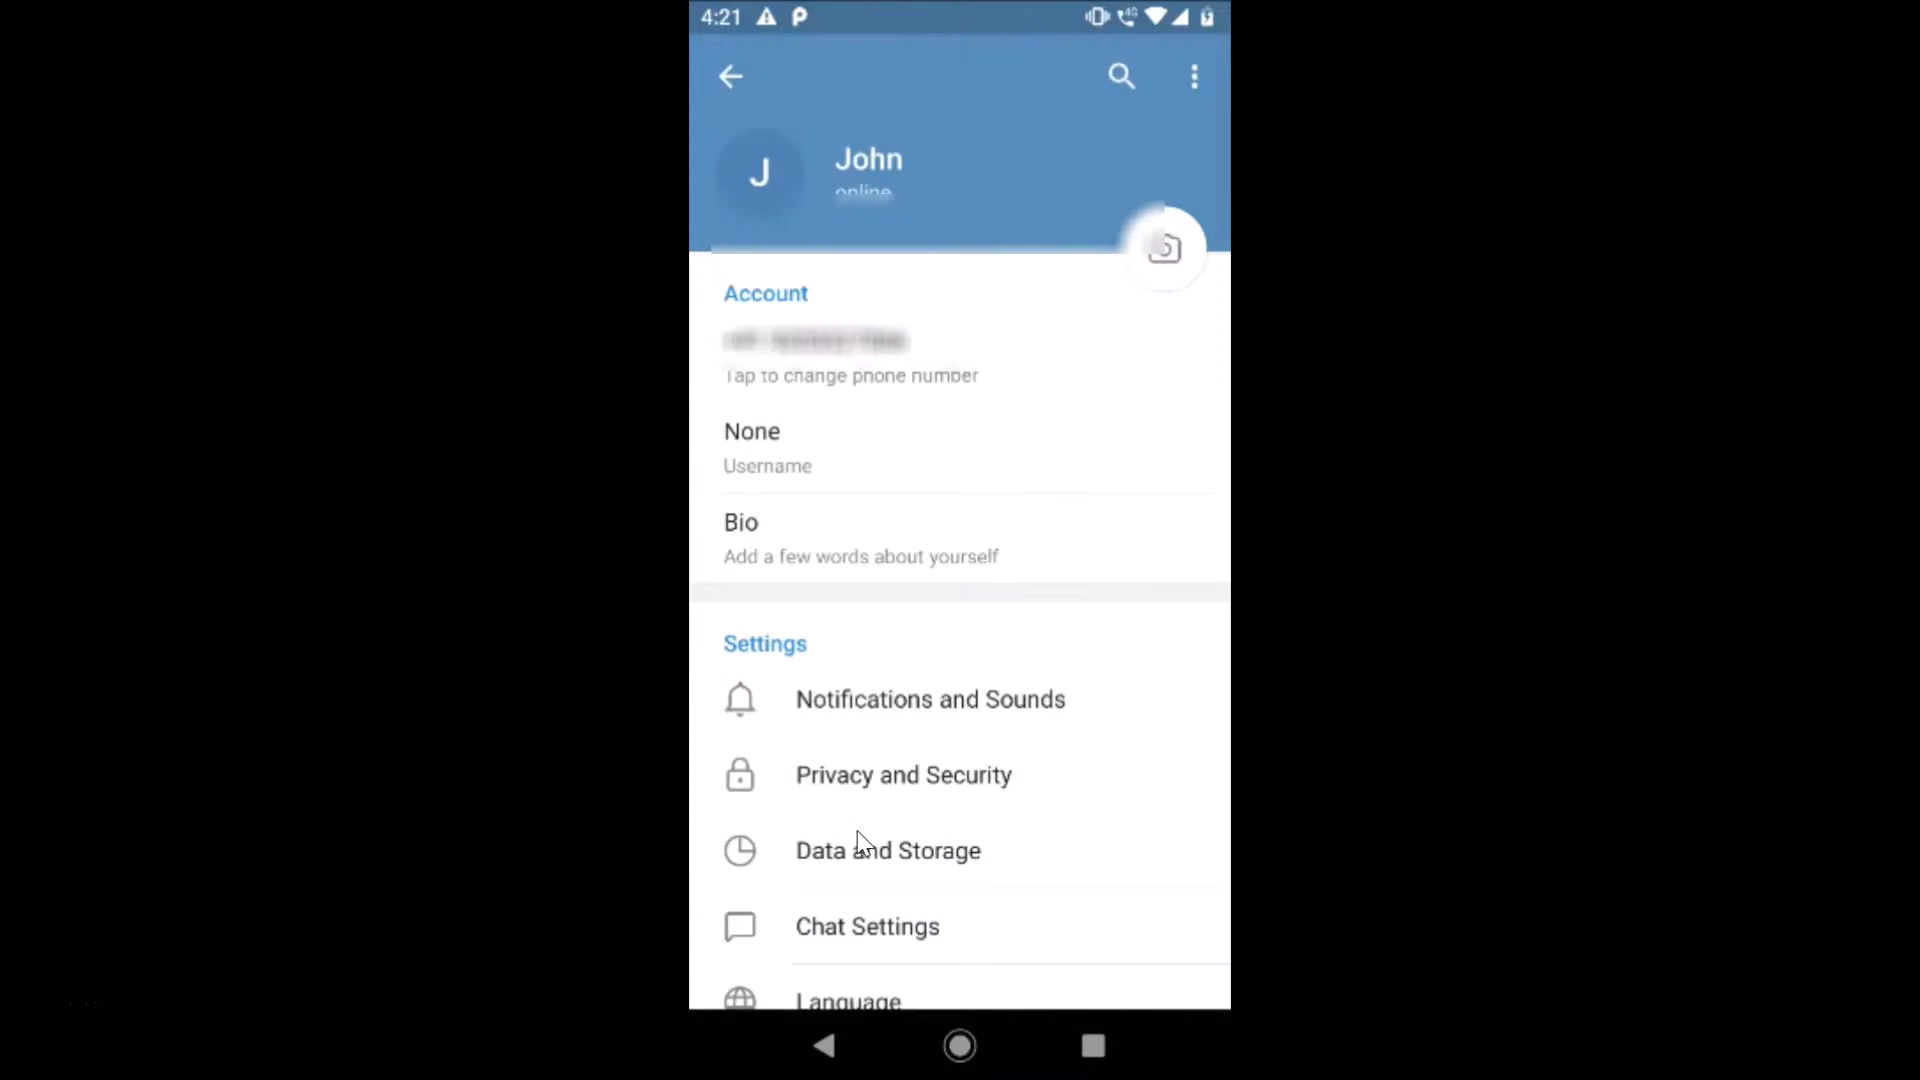 4:21
John
online
J
Account
Tap to change phone number
None
Username
Bio
Add a few words about yourself
Settings
Notifications and Sounds
Privacy and Security
Data and Storage
Chat Settings
Language